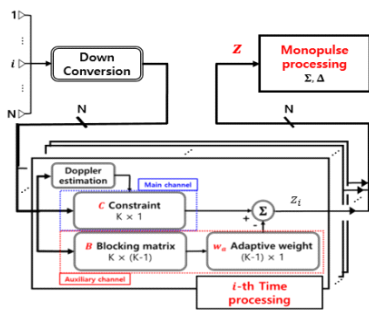 1
⋮
i
⋮
N
Down
Conversion
N
Z
Monopulse
processing
Σ, Δ
N
Doppler
estimation
Main channel
C Constraint
K × 1
Σ
+
-
z_i
B Blocking matrix
K × (K-1)
w_a Adaptive weight
(K-1) × 1
Auxiliary channel
i-th Time
processing